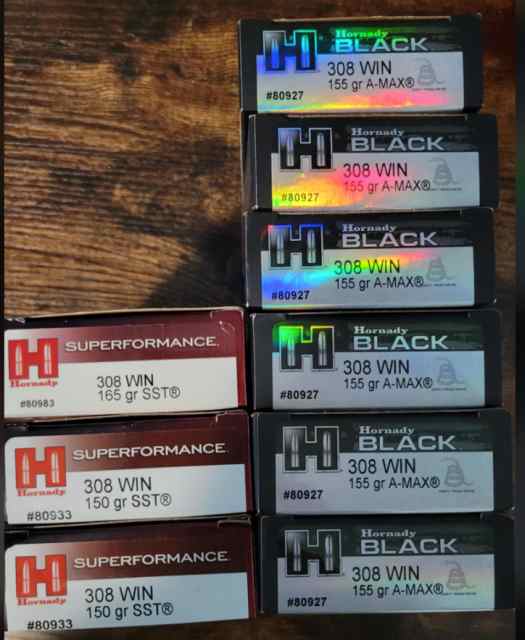 Hornady
BLACK
308 WIN
155 gr A-MAX®
#80927
Hornady
BLACK
308 WIN
155 gr A-MAX®
#80927
Hornady
BLACK
308 WIN
155 gr A-MAX®
#80927
Hornady
BLACK
308 WIN
155 gr A-MAX®
#80927
Hornady
BLACK
308 WIN
155 gr A-MAX®
#80927
Hornady
BLACK
308 WIN
155 gr A-MAX®
#80927
H
Hornady
SUPERFORMANCE
308 WIN
165 gr SST®
#80983
H
Hornady
SUPERFORMANCE
308 WIN
150 gr SST®
#80933
H
Hornady
SUPERFORMANCE
308 WIN
150 gr SST®
#80933